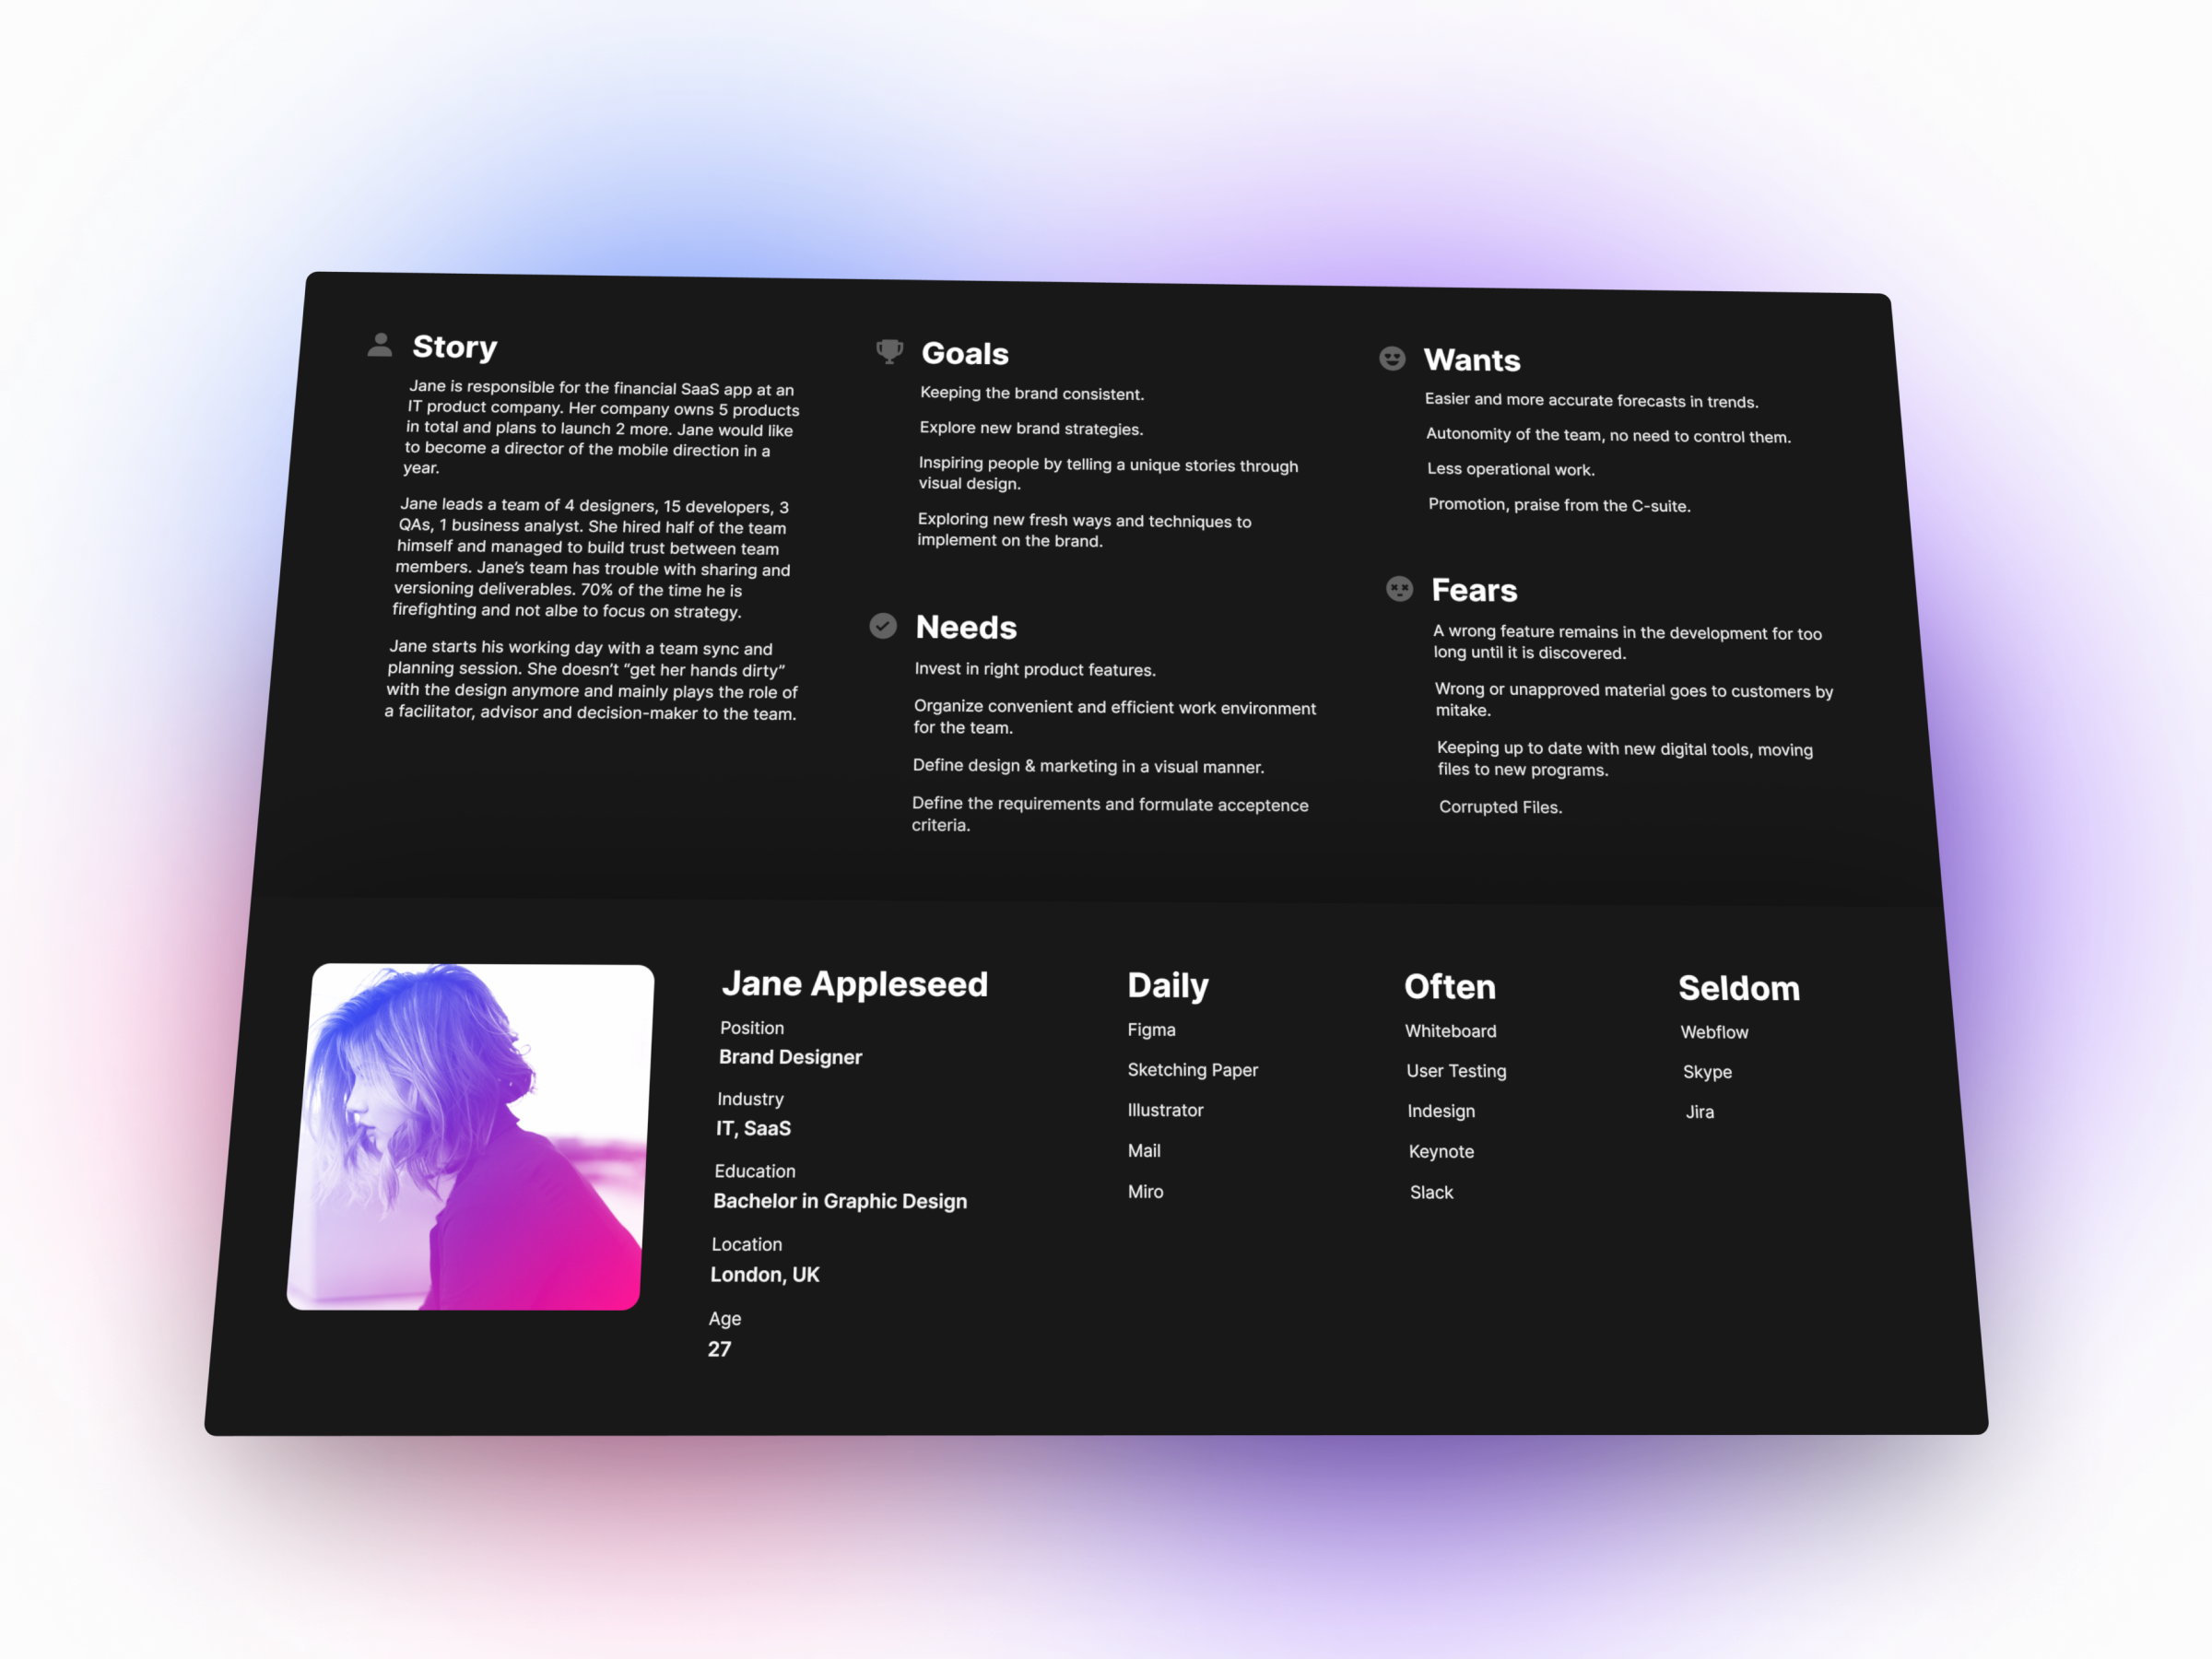 Story
Jane is responsible for the financial SaaS app at an
IT product company. Her company owns 5 products
in total and plans to launch 2 more. Jane would like
to become a director of the mobile direction in a
year.
Jane leads a team of 4 designers, 15 developers, 3
QAs, 1 business analyst. She hired half of the team
himself and managed to build trust between team
members. Jane’s team has trouble with sharing and
versioning deliverables. 70% of the time he is
firefighting and not albe to focus on strategy.
Jane starts his working day with a team sync and
planning session. She doesn’t “get her hands dirty”
with the design anymore and mainly plays the role of
a facilitator, advisor and decision-maker to the team.
Goals
Keeping the brand consistent.
Explore new brand strategies.
Inspiring people by telling a unique stories through
visual design.
Exploring new fresh ways and techniques to
implement on the brand.
Needs
Invest in right product features.
Organize convenient and efficient work environment
for the team.
Define design & marketing in a visual manner.
Define the requirements and formulate acceptence
criteria.
Wants
Easier and more accurate forecasts in trends.
Autonomity of the team, no need to control them.
Less operational work.
Promotion, praise from the C-suite.
Fears
A wrong feature remains in the development for too
long until it is discovered.
Wrong or unapproved material goes to customers by
mitake.
Keeping up to date with new digital tools, moving
files to new programs.
Corrupted Files.
Jane Appleseed
Position
Brand Designer
Industry
IT, SaaS
Education
Bachelor in Graphic Design
Location
London, UK
Age
27
Daily
Figma
Sketching Paper
Illustrator
Mail
Miro
Often
Whiteboard
User Testing
Indesign
Keynote
Slack
Seldom
Webflow
Skype
Jira